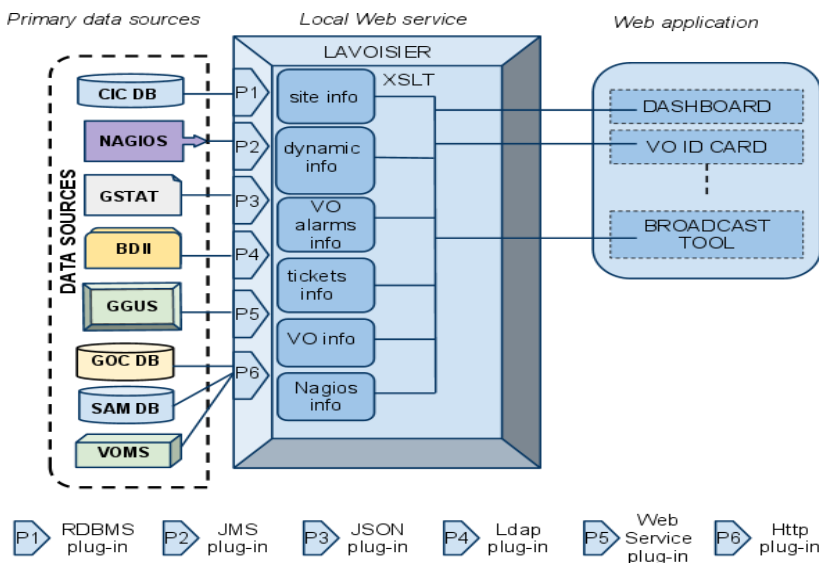 Primary data sources
Local Web service
Web application
LAVOISIER
XSLT
DATA SOURCES
CIC DB
NAGIOS
GSTAT
BDII
GGUS
GOC DB
SAM DB
VOMS
P1
P2
P3
P4
P5
P6
site info
dynamic
info
VO
alarms
info
tickets
info
VO info
Nagios
info
DASHBOARD
VO ID CARD
BROADCAST
TOOL
P1 RDBMS
plug-in
P2 JMS
plug-in
P3 JSON
plug-in
P4 Ldap
plug-in
P5 Web
Service
plug-in
P6 Http
plug-in